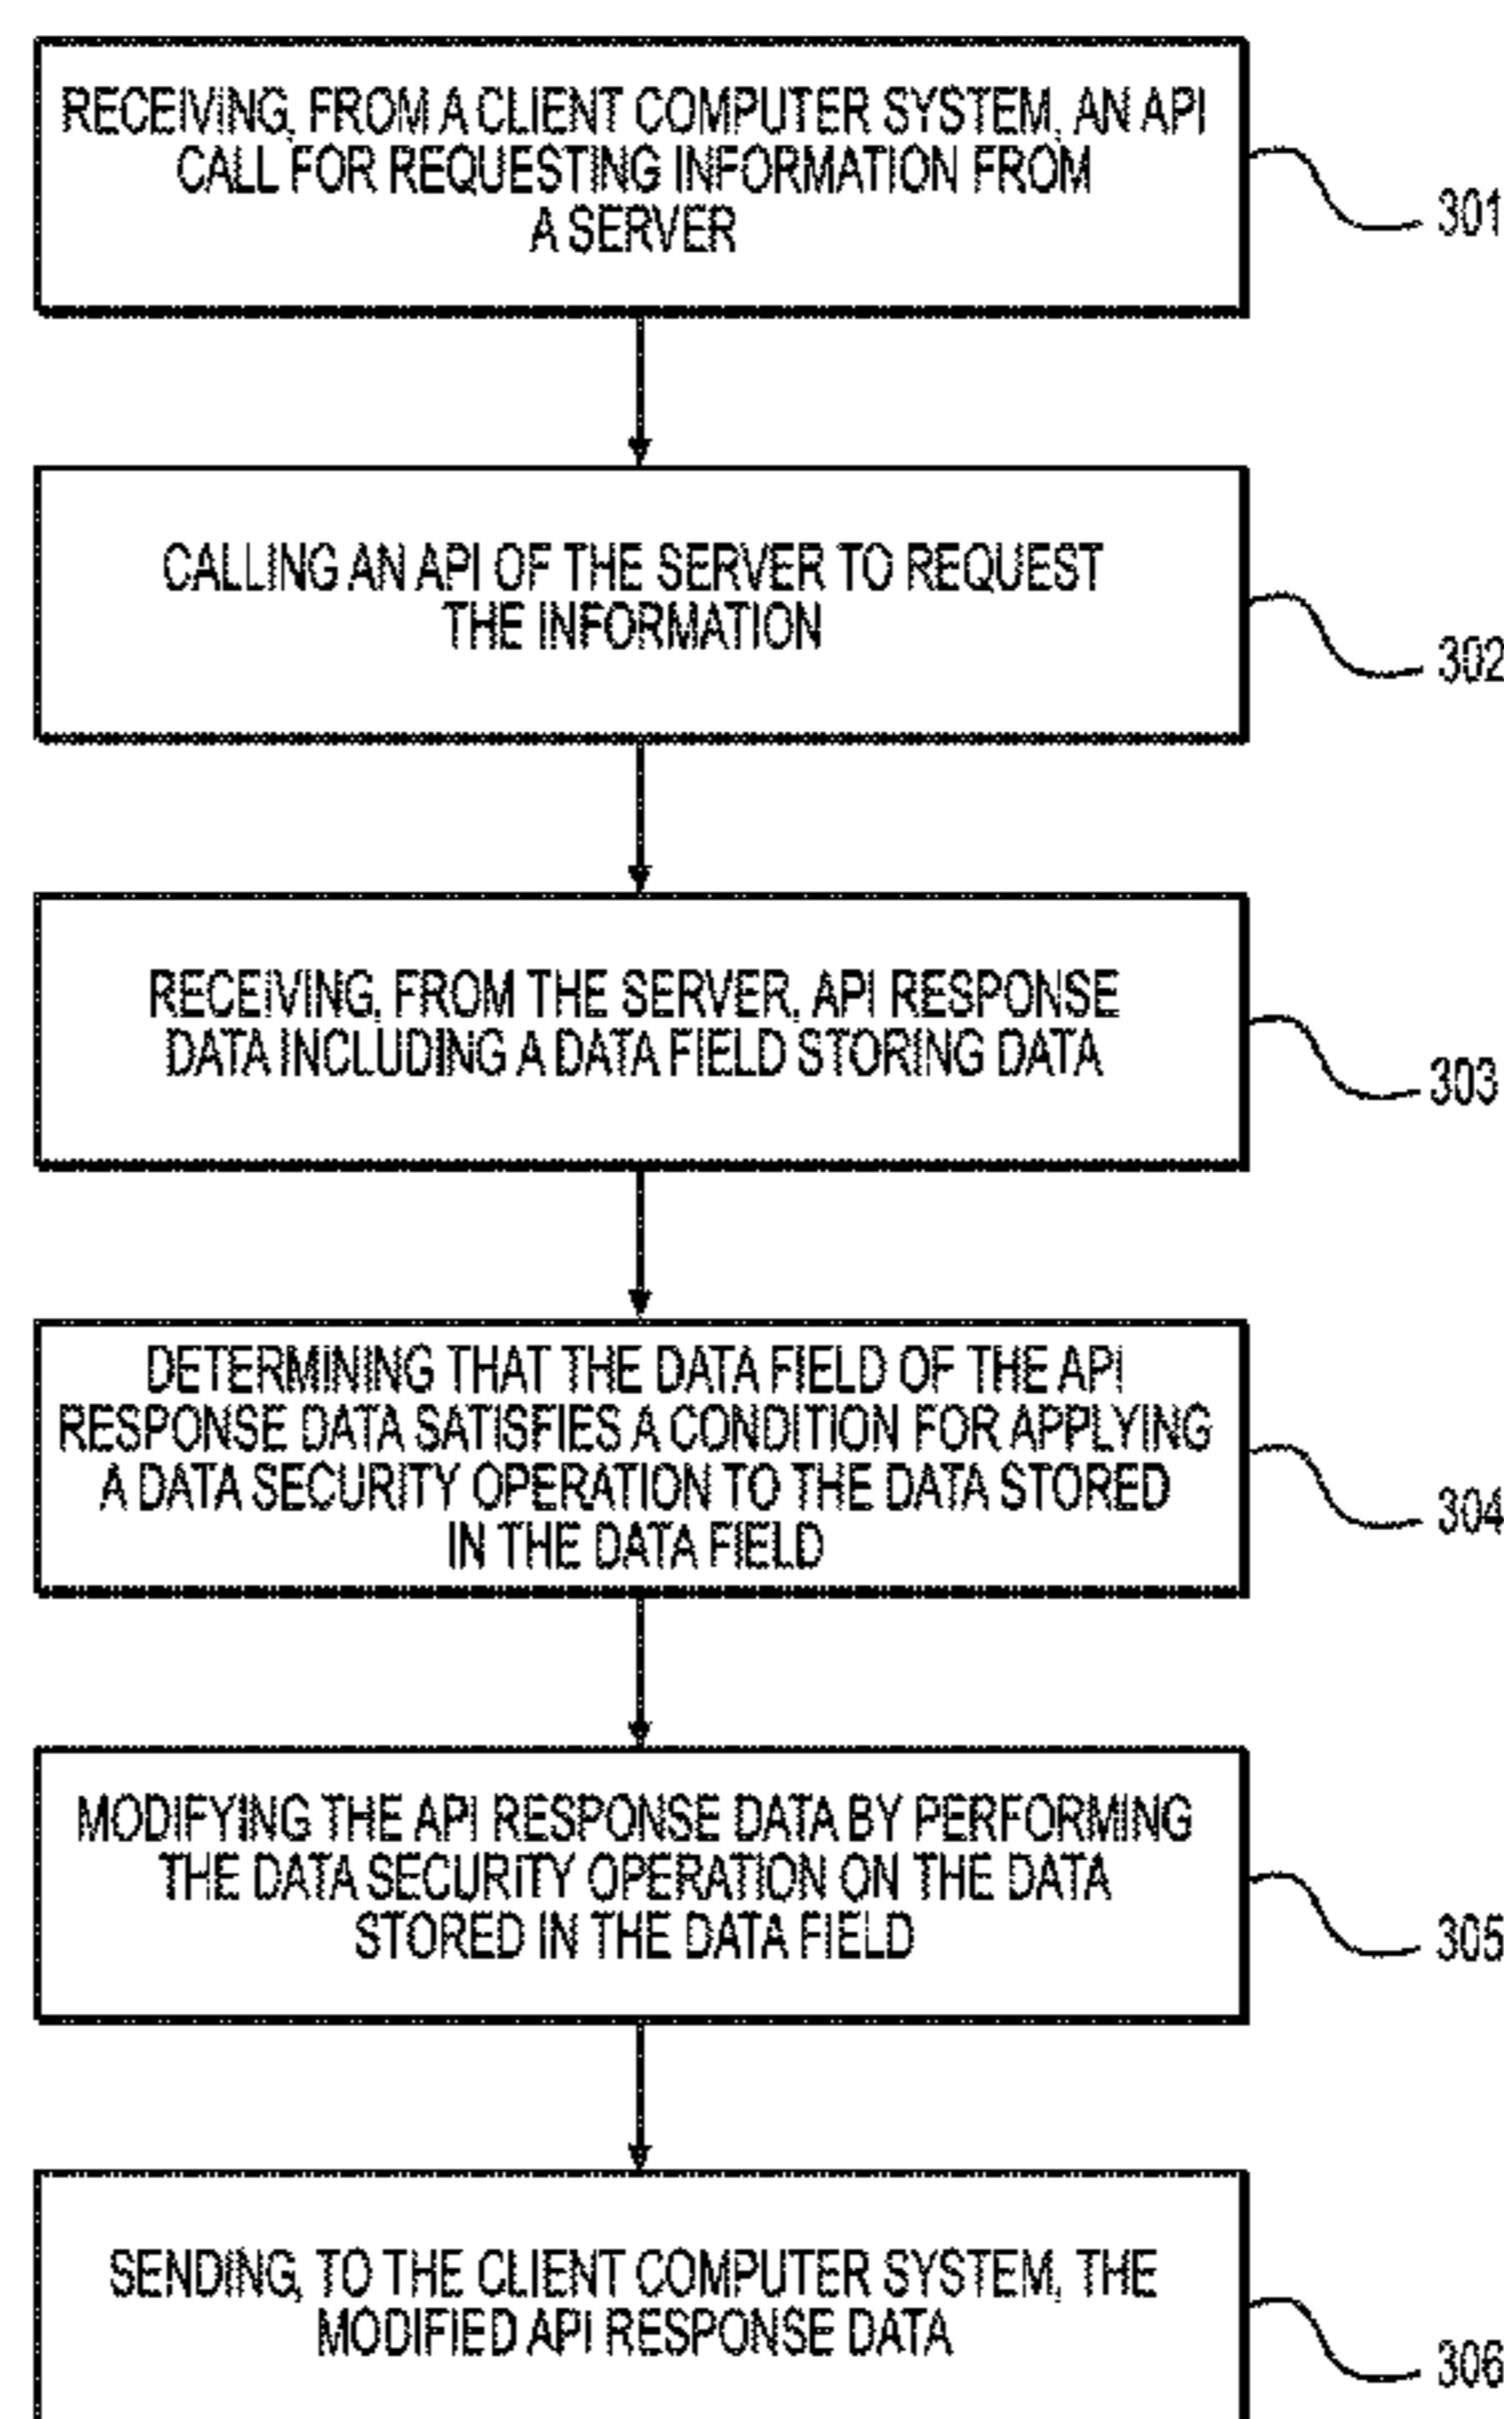 RECEIVING, FROM A CLIENT COMPUTER SYSTEM, AN API
CALL FOR REQUESTING INFORMATION FROM
A SERVER
301
CALLING AN API OF THE SERVER TO REQUEST
THE INFORMATION
302
RECEIVING, FROM THE SERVER, API RESPONSE
DATA INCLUDING A DATA FIELD STORING DATA
303
DETERMINING THAT THE DATA FIELD OF THE API
RESPONSE DATA SATISFIES A CONDITION FOR APPLYING
A DATA SECURITY OPERATION TO THE DATA STORED
IN THE DATA FIELD
304
MODIFYING THE API RESPONSE DATA BY PERFORMING
THE DATA SECURITY OPERATION ON THE DATA
STORED IN THE DATA FIELD
305
SENDING, TO THE CLIENT COMPUTER SYSTEM, THE
MODIFIED API RESPONSE DATA
306